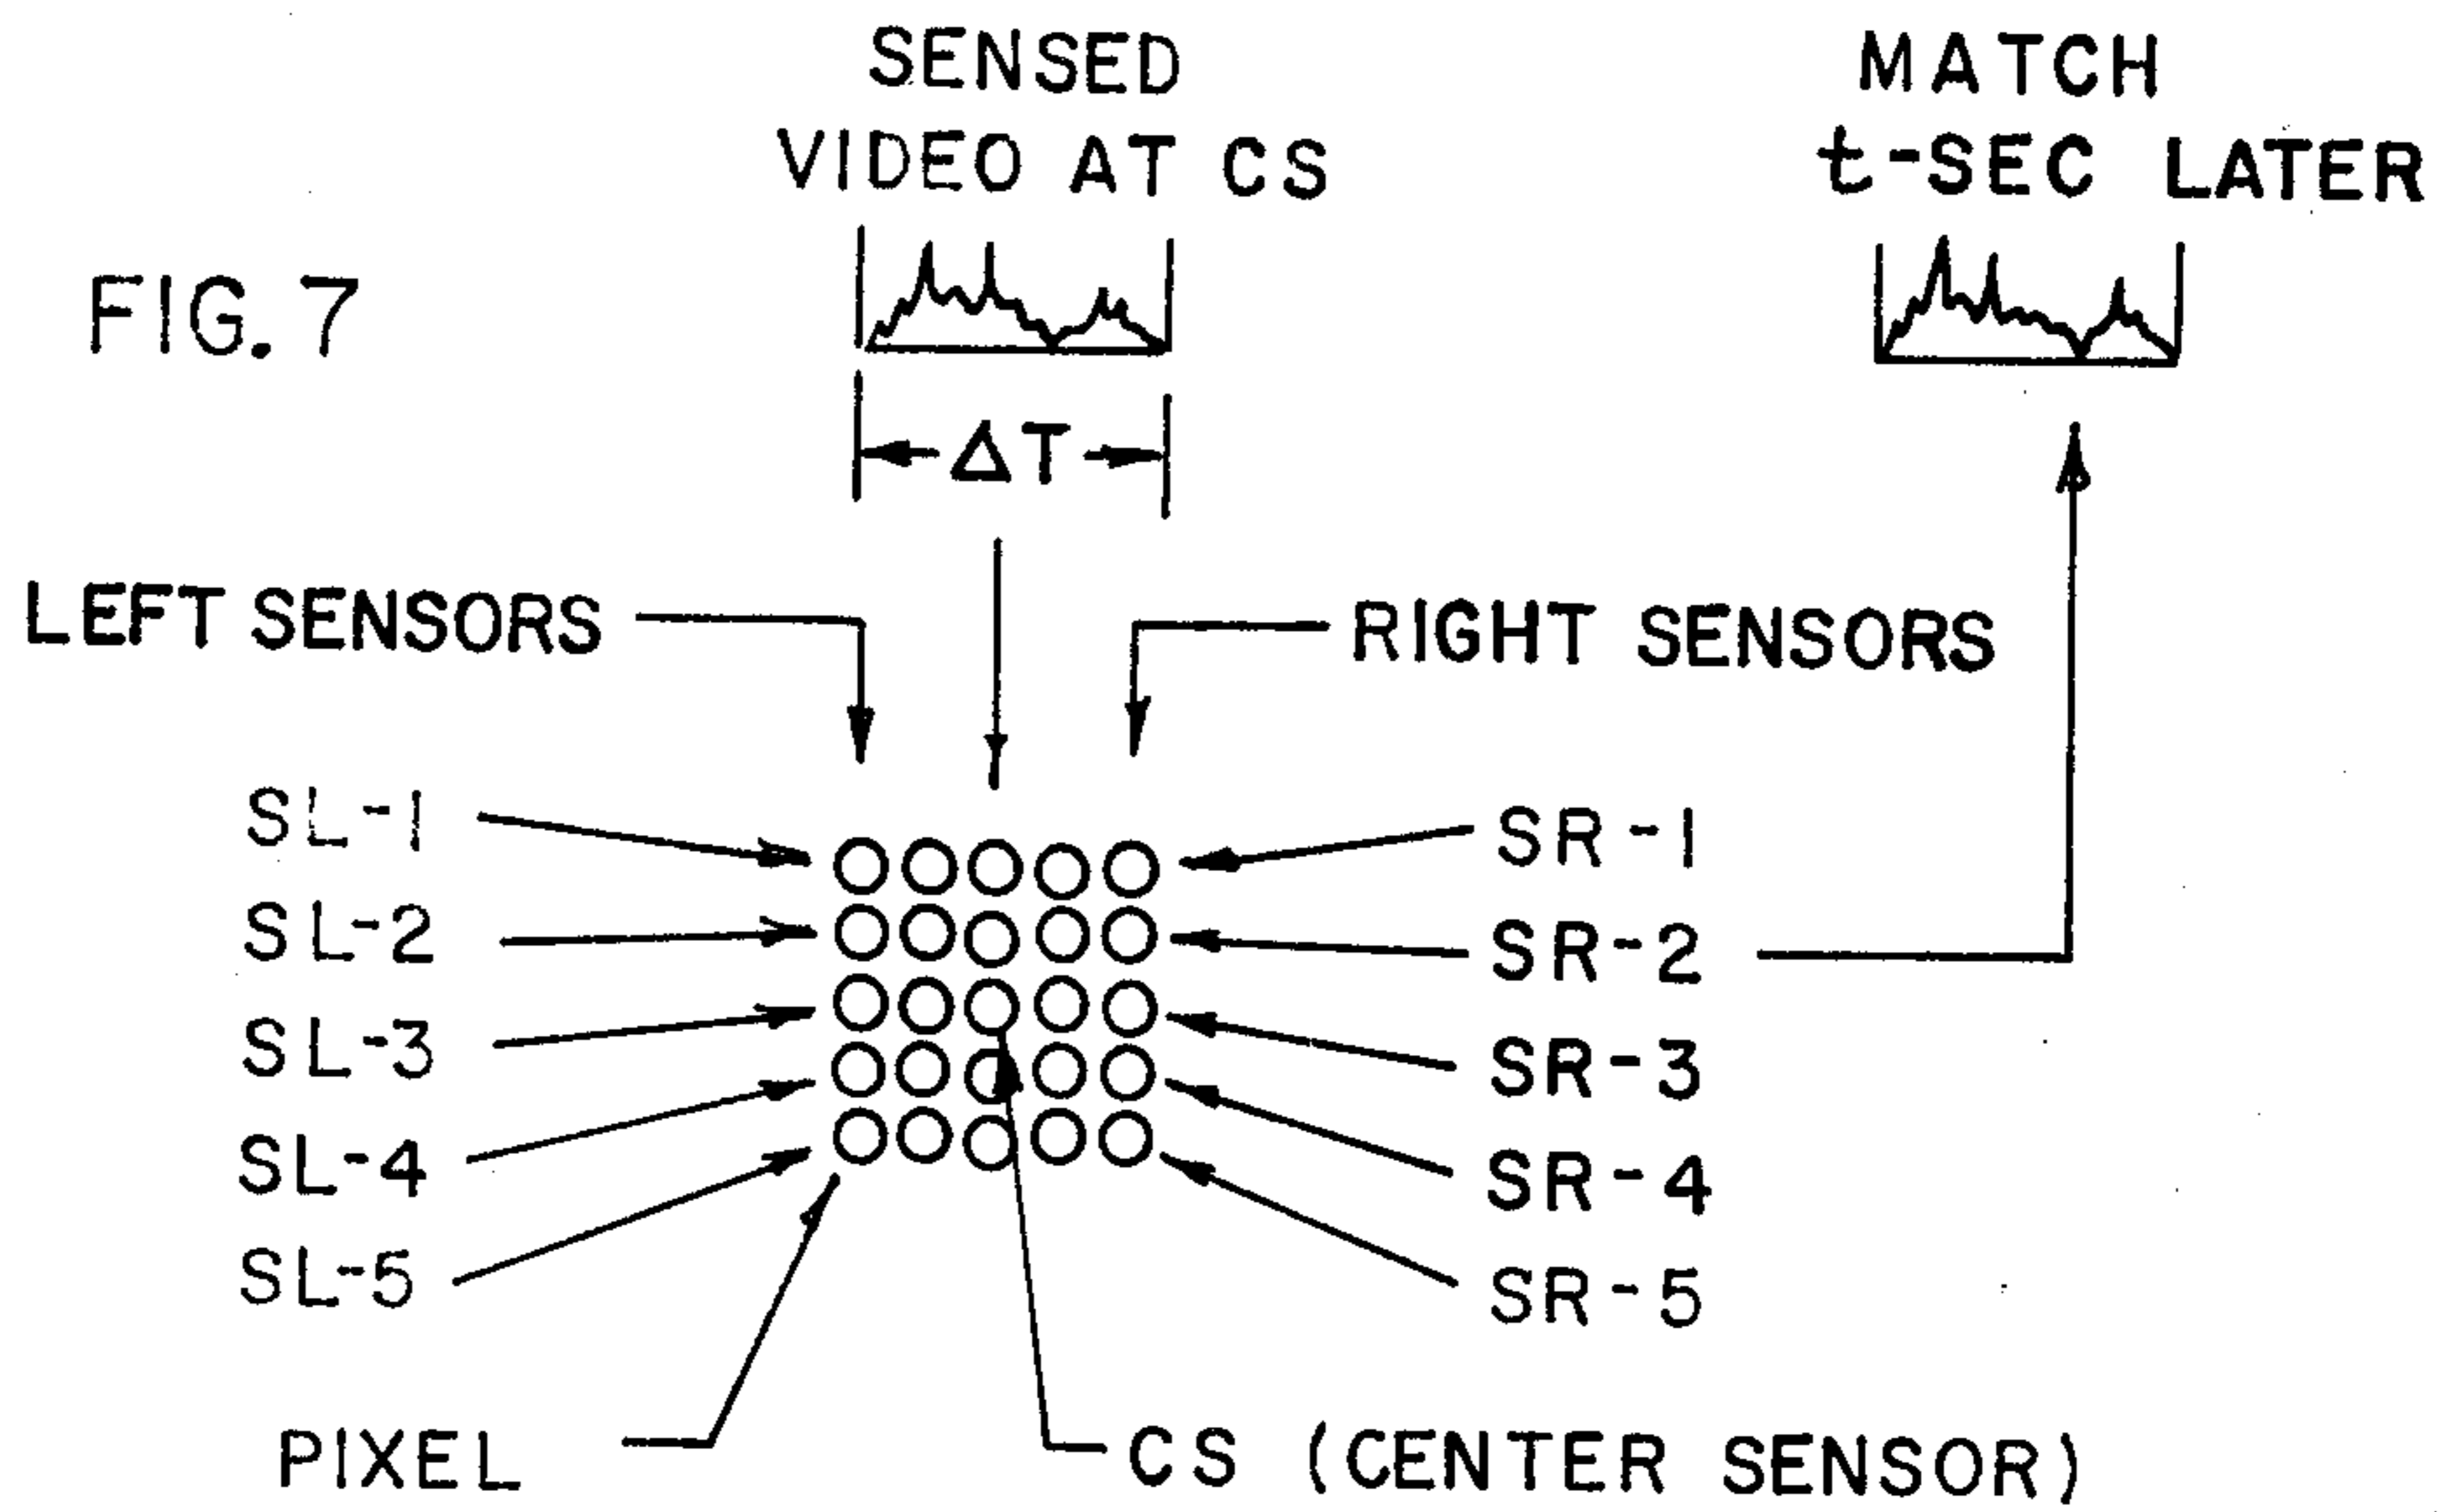 SENSED
VIDEO AT CS
MATCH
t-SEC LATER
FIG. 7
ΔT
LEFT SENSORS
RIGHT SENSORS
SL-1
SL-2
SL-3
SL-4
SL-5
SR-1
SR-2
SR-3
SR-4
SR-5
PIXEL
CS (CENTER SENSOR)